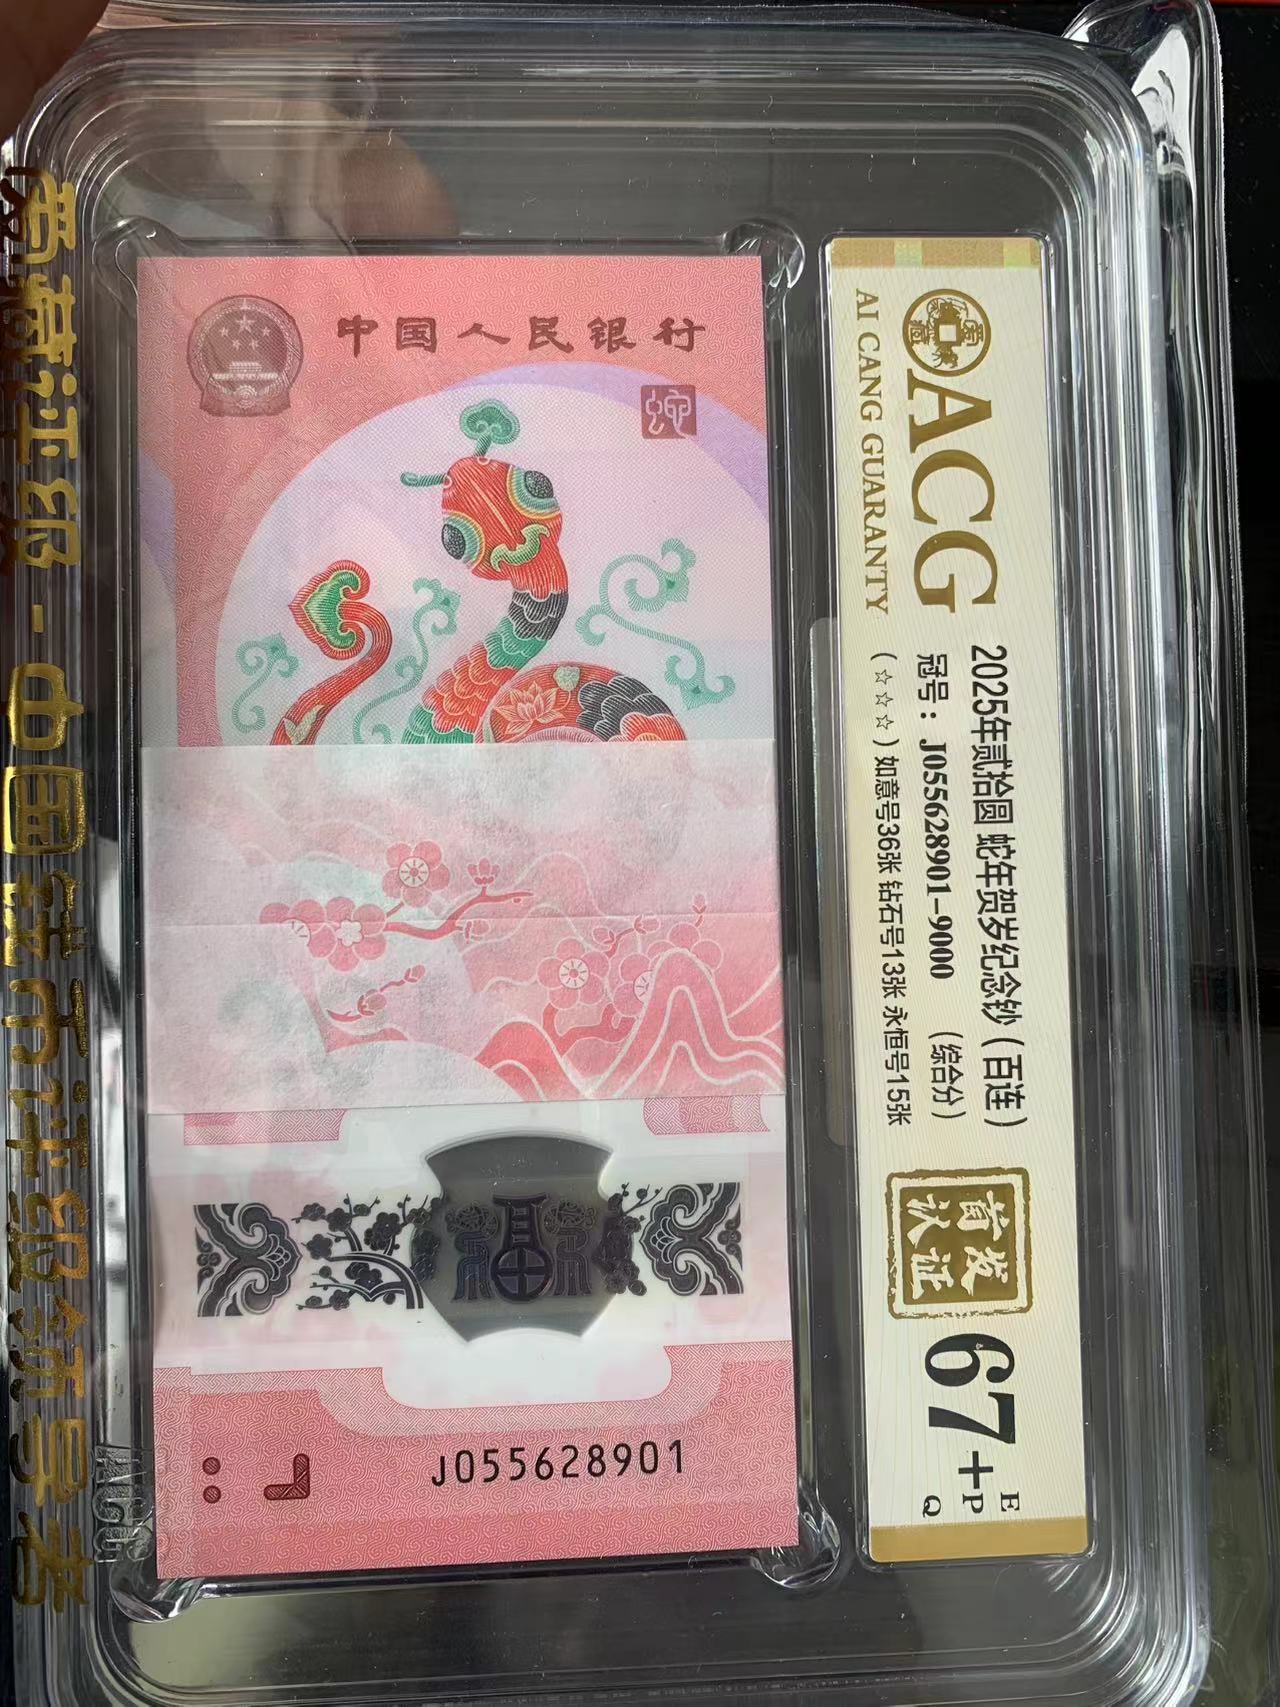 中国人民银行
蛇
J055628901
ACG
AI CANG GUARANTY
2025年贰拾圆 蛇年贺岁纪念钞（百连）
冠号：J055628901-9000 （综合分）
（☆☆☆）如意号36张 钻石号13张 永恒号15张
首发
认证
67+
E
P
Q
爱藏评级-中国钱币评级领导者
ACG